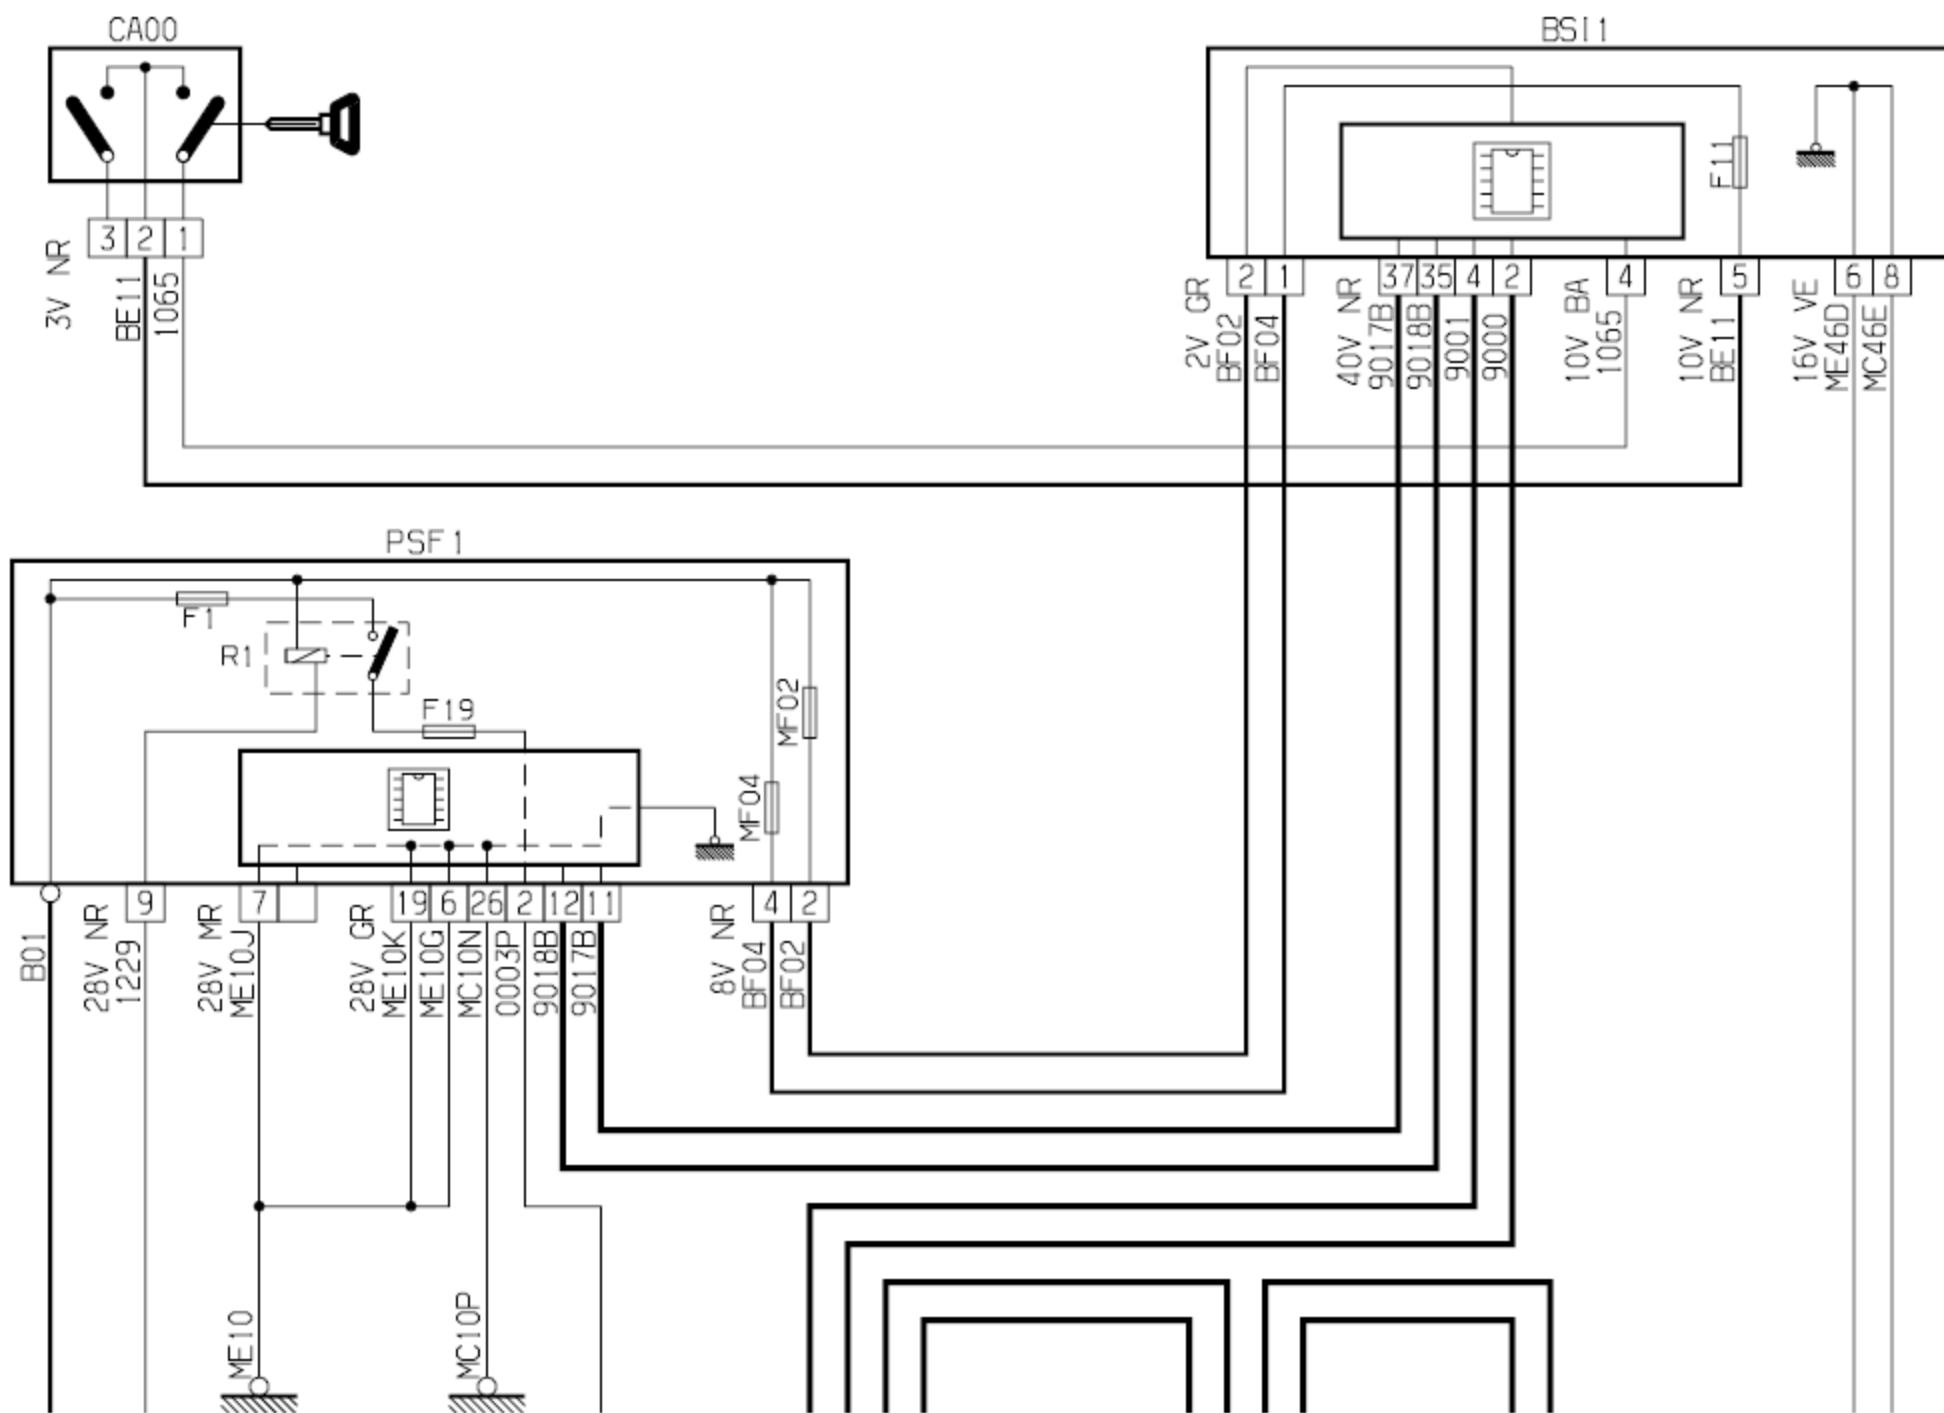 CA00
BSI1
F11
3 2 1
3V NR
BE11
1065
2 1 37 35 4 2 4 5 6 8
2V GR
BF02
BF04
40V NR
9017B
9018B
9001
9000
10V BA
1065
10V NR
BE11
16V VE
ME46D
MC46E
PSF1
F1
R1
F19
MF02
MF04
9 7 19 6 26 2 12 11 4 2
B01
28V NR
1229
28V MR
ME10J
28V GR
ME10K
ME10G
MC10N
0003P
9018B
9017B
8V NR
BF04
BF02
ME10
MC10P